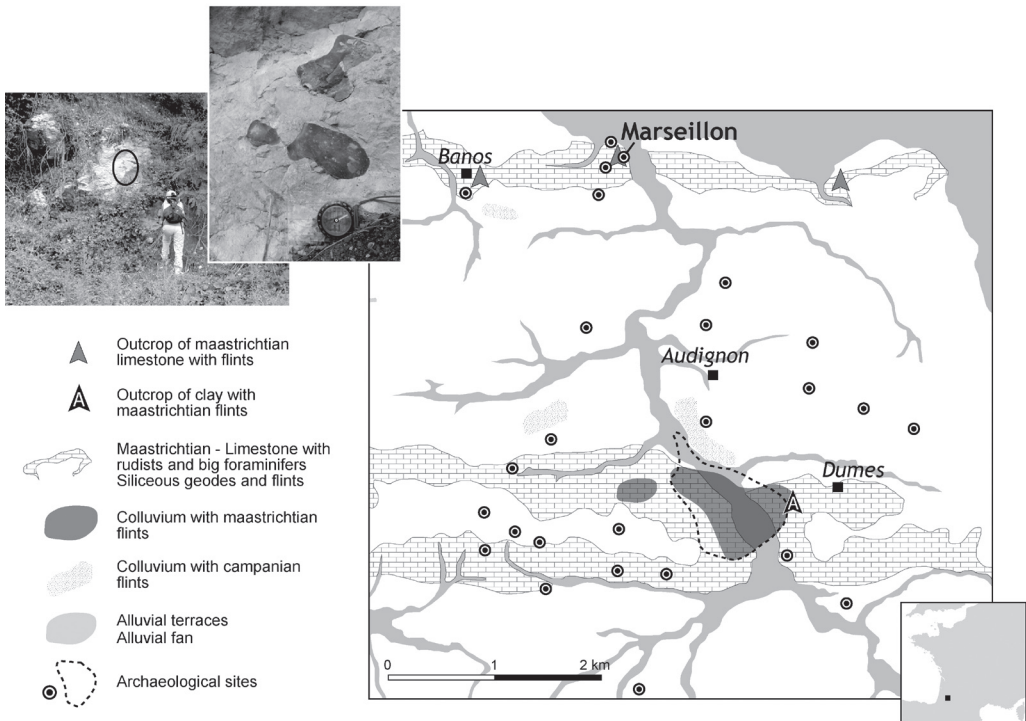 Marseillon
Banos
Audignon
Dumes
A
0 1 2 km
Outcrop of maastrichtian
limestone with flints
A
Outcrop of clay with
maastrichtian flints
Maastrichtian - Limestone with
rudists and big foraminifers
Siliceous geodes and flints
Colluvium with maastrichtian
flints
Colluvium with campanian
flints
Alluvial terraces
Alluvial fan
Archaeological sites